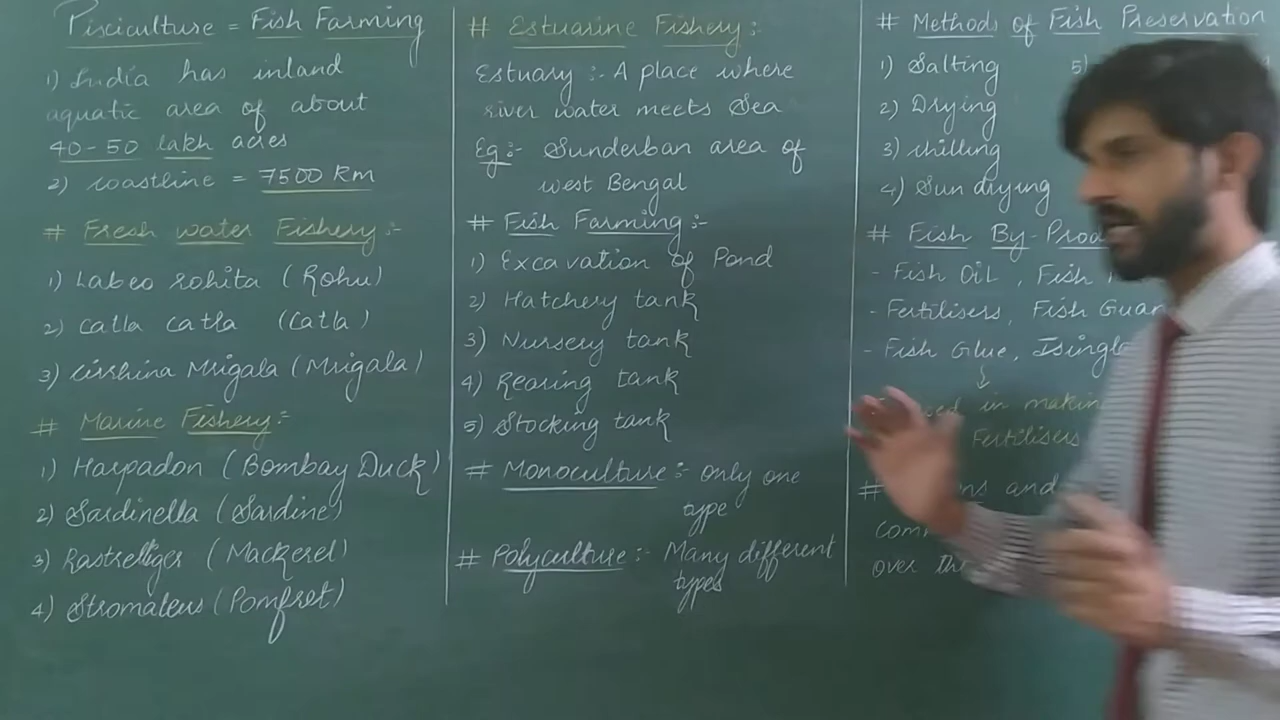 Pisciculture = Fish Farming
1) India has inland
aquatic area of about
40-50 lakh acres
2) coastline = 7500 Km
# Fresh water Fishery :-
1) Labeo rohita (Rohu)
2) Catla catla (Catla)
3) Cirrhina Mrigala (Mrigala)
# Marine Fishery :-
1) Harpadon (Bombay Duck)
2) Sardinella (Sardine)
3) Rastrelliger (Mackerel)
4) Stromateus (Pomfret)
# Estuarine Fishery :-
Estuary :- A place where
river water meets Sea
Eg :- Sunderban area of
west Bengal
# Fish Farming :-
1) Excavation of Pond
2) Hatchery tank
3) Nursery tank
4) Rearing tank
5) Stocking tank
# Monoculture :- only one
type
# Polyculture :- Many different
types
# Methods of Fish Preservation
1) Salting 5)
2) Drying
3) chilling
4) Sun drying
# Fish By-
- Fish Oil, Fish
- Fertilisers, Fish
- Fish Glue,
in
Fertilisers
# and
over